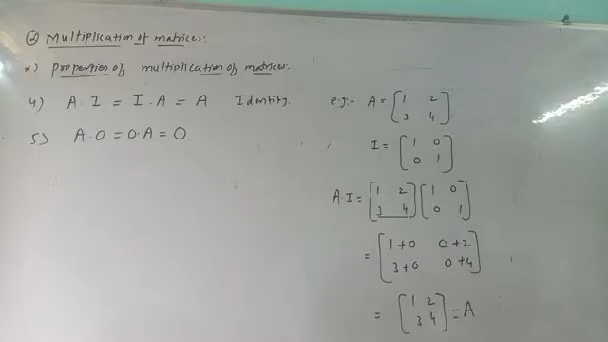 ② Multiplication of matrices:-
*) Properties of multiplication of matrices.
4) A.I = I.A = A Identity.
5) A.O = O.A = O
e.g:- A = [1 2
3 4]
I = [1 0
0 1]
A.I = [1 2 [1 0
3 4] 0 1]
= [1+0 0+2
3+0 0+4]
= [1 2
3 4] = A